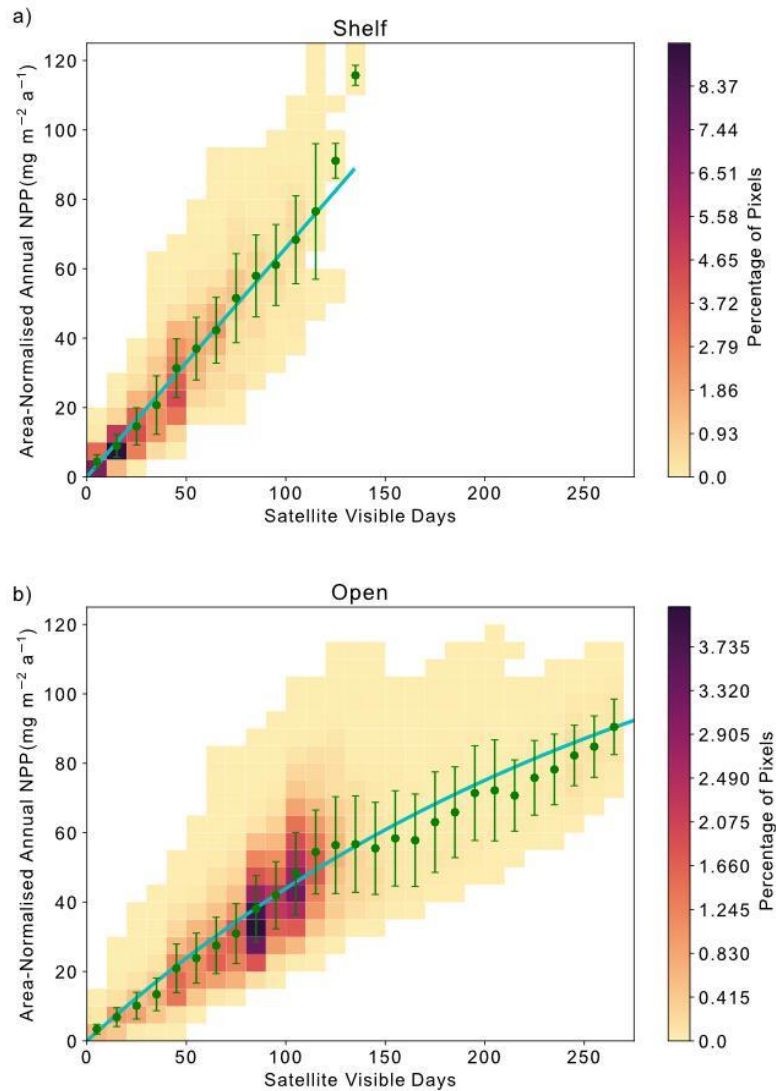 a)
Shelf
120
100
80
60
40
20
0
Area-Normalised Annual NPP(mg m⁻² a⁻¹)
0 50 100 150 200 250
Satellite Visible Days
8.37
7.44
6.51
5.58
4.65
3.72
2.79
1.86
0.93
0.0
Percentage of Pixels
b)
Open
120
100
80
60
40
20
0
Area-Normalised Annual NPP(mg m⁻² a⁻¹)
0 50 100 150 200 250
Satellite Visible Days
3.735
3.320
2.905
2.490
2.075
1.660
1.245
0.830
0.415
0.0
Percentage of Pixels